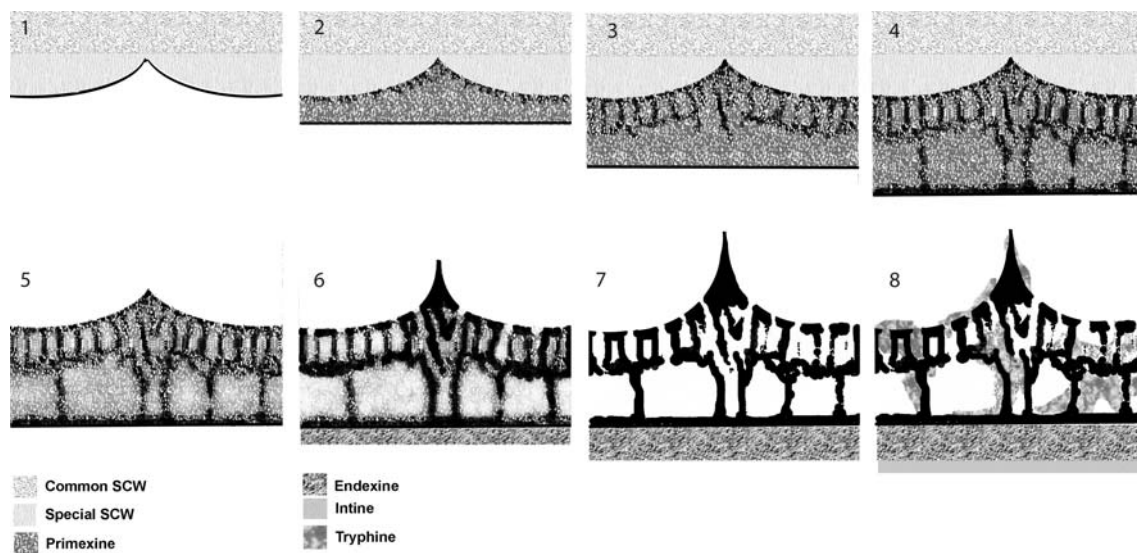 1
2
3
4
5
6
7
8
Common SCW
Special SCW
Primexine
Endexine
Intine
Tryphine